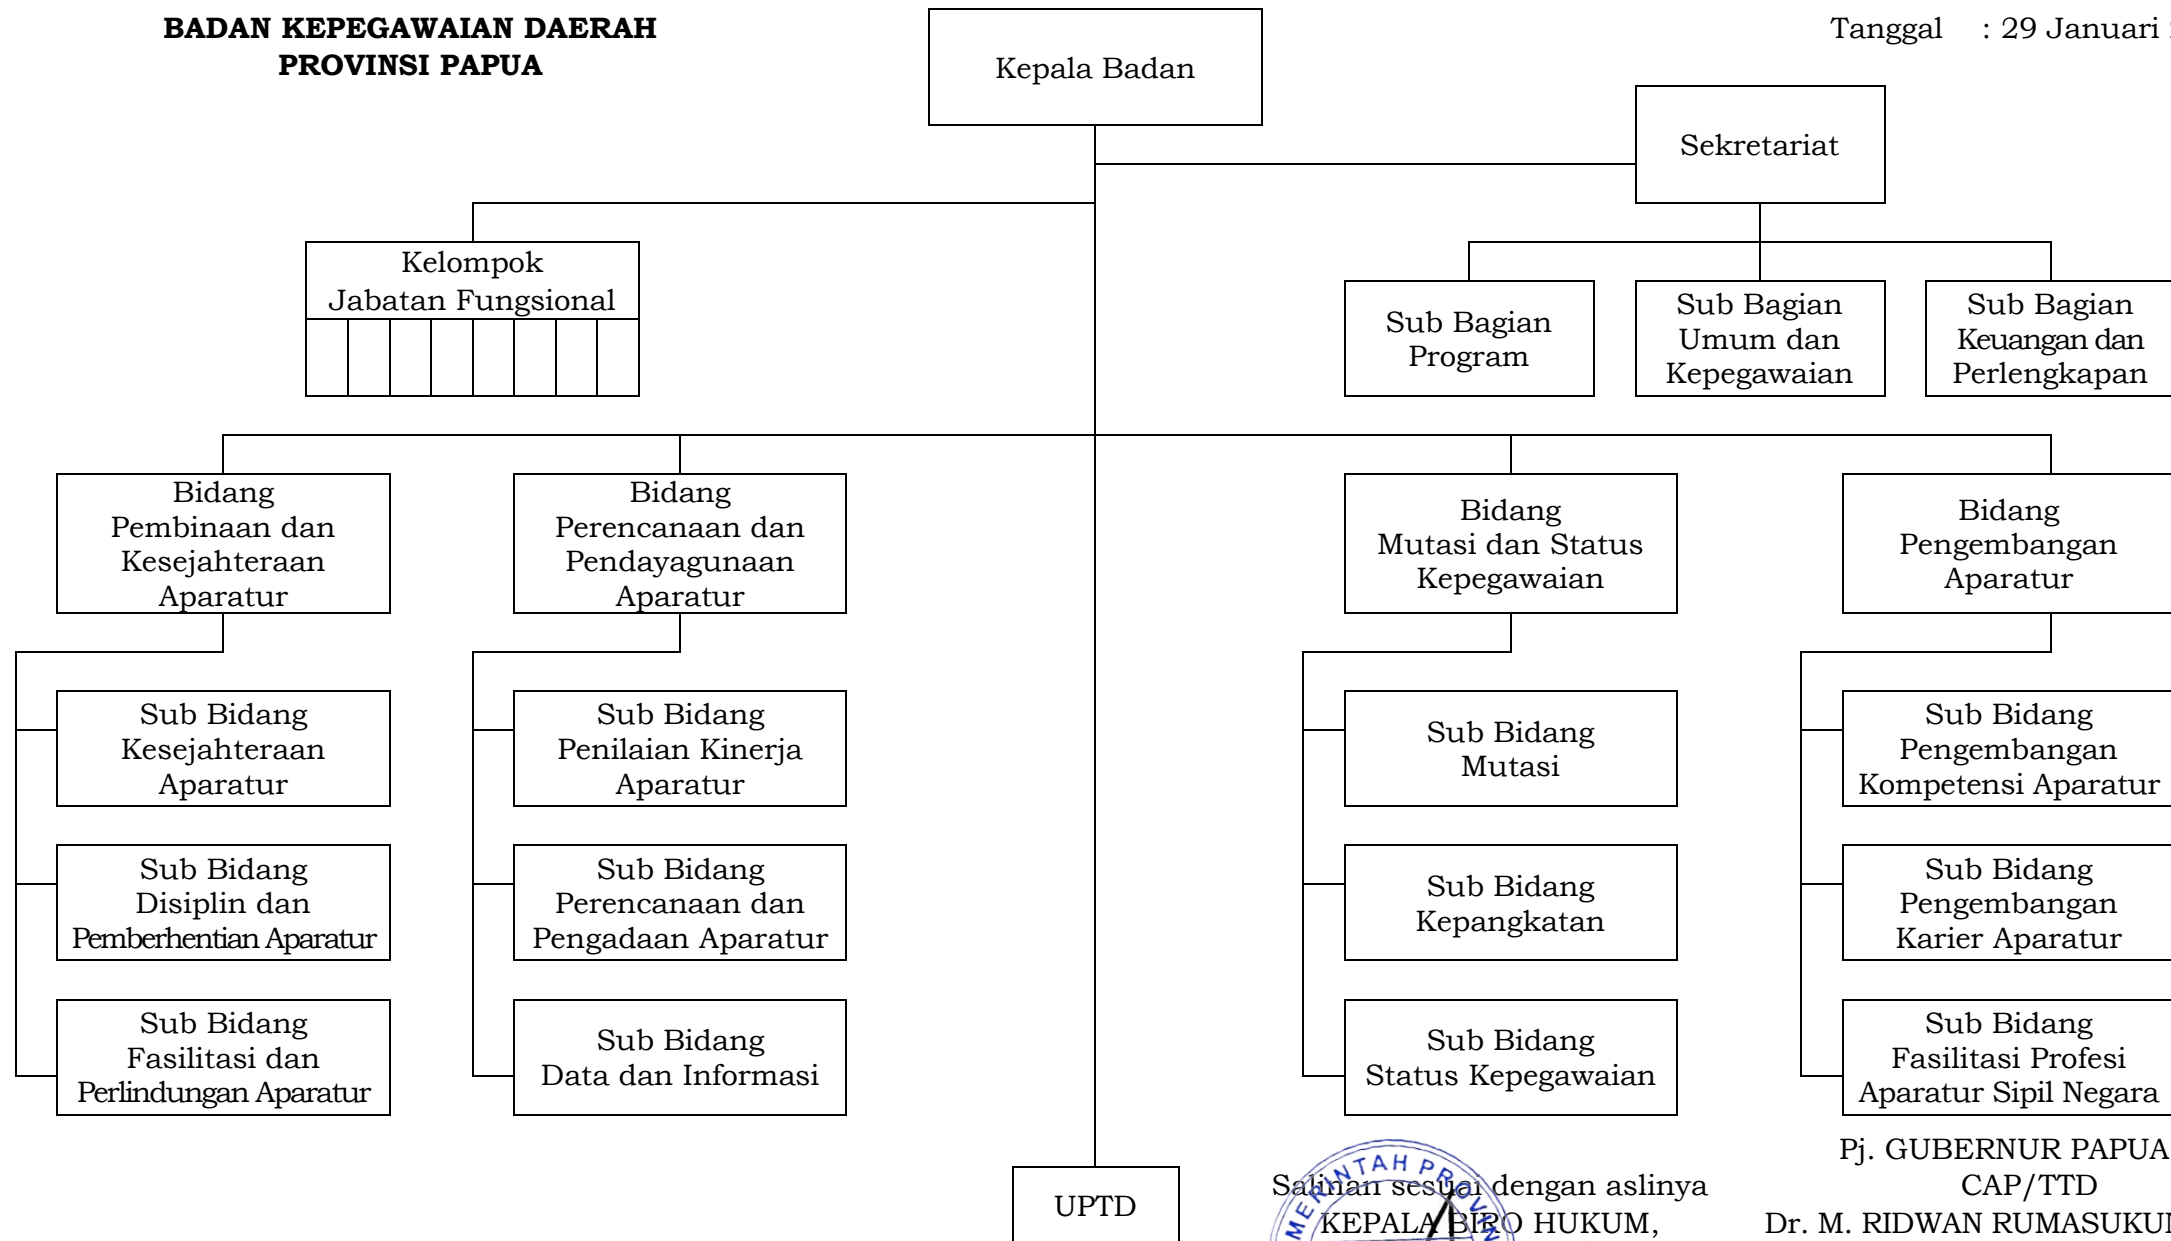 BADAN KEPEGAWAIAN DAERAH
PROVINSI PAPUA
Tanggal : 29 Januari
Kepala Badan
Sekretariat
Kelompok
Jabatan Fungsional
Sub Bagian
Program
Sub Bagian
Umum dan
Kepegawaian
Sub Bagian
Keuangan dan
Perlengkapan
Bidang
Pembinaan dan
Kesejahteraan
Aparatur
Bidang
Perencanaan dan
Pendayagunaan
Aparatur
Bidang
Mutasi dan Status
Kepegawaian
Bidang
Pengembangan
Aparatur
Sub Bidang
Kesejahteraan
Aparatur
Sub Bidang
Penilaian Kinerja
Aparatur
Sub Bidang
Mutasi
Sub Bidang
Pengembangan
Kompetensi Aparatur
Sub Bidang
Disiplin dan
Pemberhentian Aparatur
Sub Bidang
Perencanaan dan
Pengadaan Aparatur
Sub Bidang
Kepangkatan
Sub Bidang
Pengembangan
Karier Aparatur
Sub Bidang
Fasilitasi dan
Perlindungan Aparatur
Sub Bidang
Data dan Informasi
Sub Bidang
Status Kepegawaian
Sub Bidang
Fasilitasi Profesi
Aparatur Sipil Negara
UPTD
Salinan sesuai dengan aslinya
KEPALA BIRO HUKUM,
Pj. GUBERNUR PAPUA
CAP/TTD
Dr. M. RIDWAN